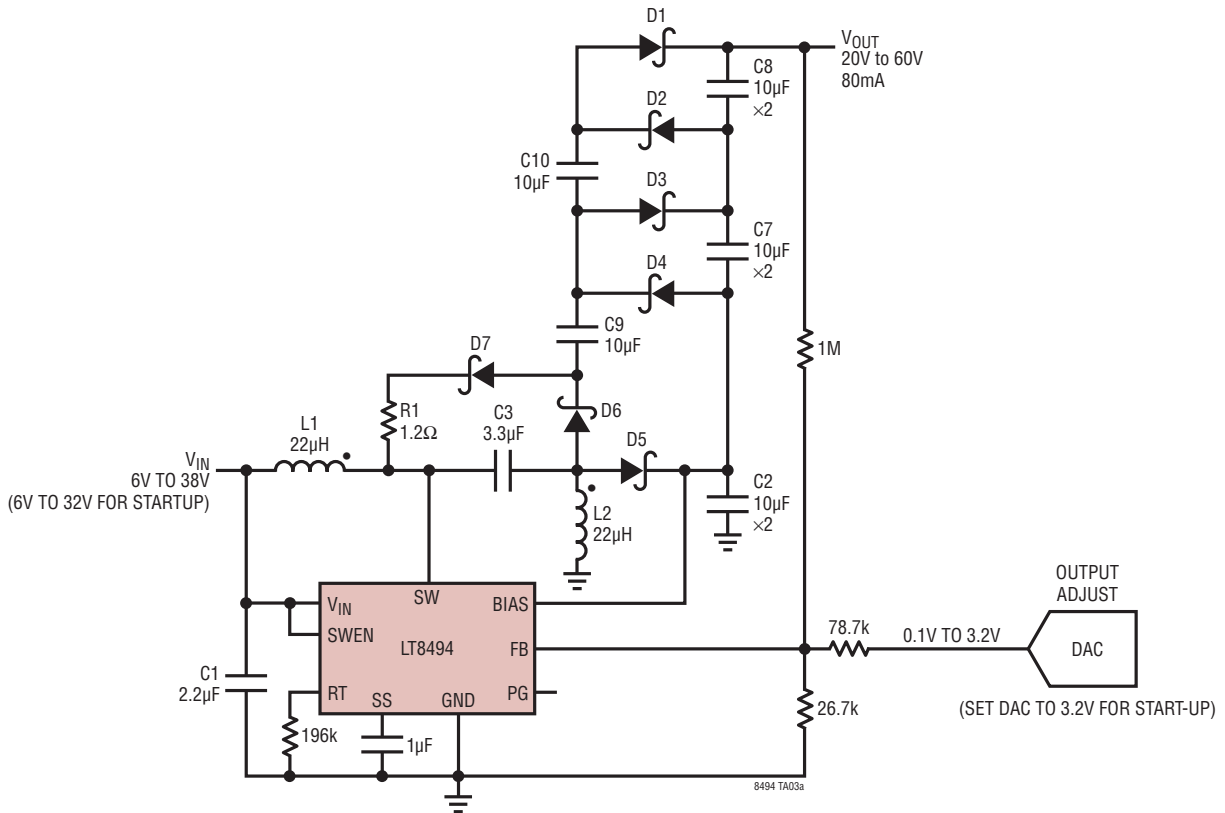 D1
V_OUT
20V to 60V
80mA
C8
10µF
×2
D2
C10
10µF
D3
C7
10µF
×2
D4
C9
10µF
1M
D7
R1
1.2Ω
C3
3.3µF
D6
D5
L1
22µH
V_IN
6V TO 38V
(6V TO 32V FOR STARTUP)
C2
10µF
×2
L2
22µH
V_IN
SW
BIAS
SWEN
LT8494
FB
RT
SS
GND
PG
C1
2.2µF
196k
1µF
78.7k
0.1V TO 3.2V
OUTPUT
ADJUST
DAC
26.7k
(SET DAC TO 3.2V FOR START-UP)
8494 TA03a